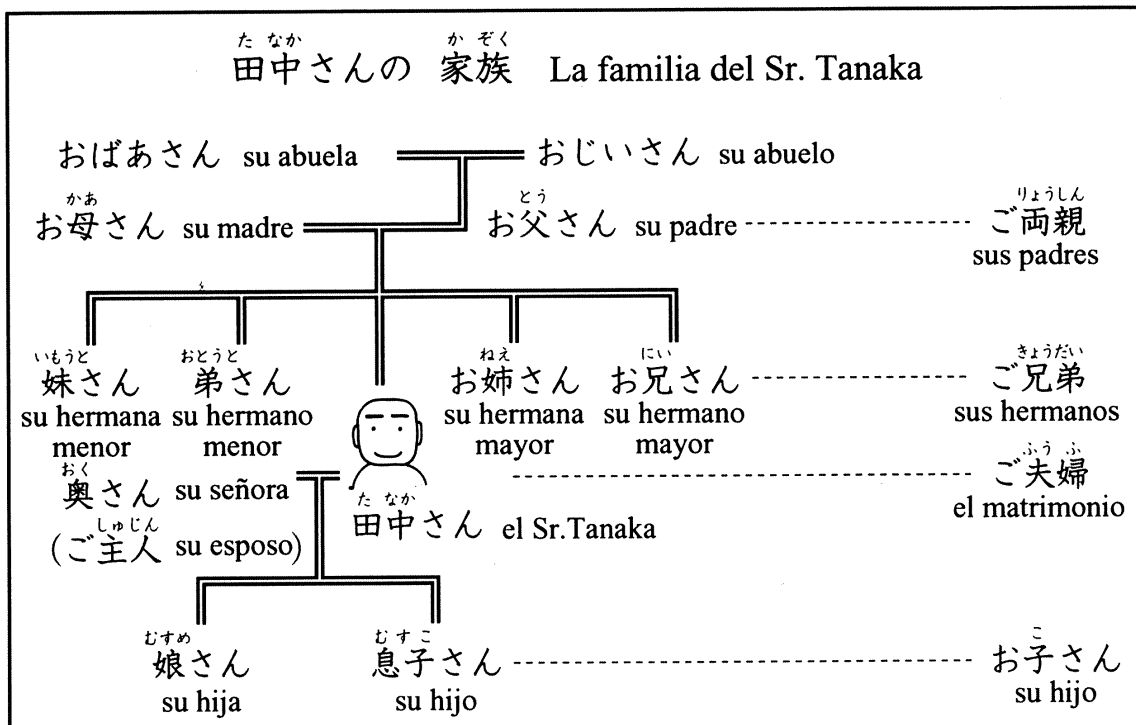 た なか か ぞく
田中さんの 家族 La familia del Sr. Tanaka
おばあさん su abuela おじいさん su abuelo
かあ とう りょうしん
お母さん su madre お父さん su padre ご両親
sus padres
いもうと おとうと ねえ にい きょうだい
妹さん 弟さん お姉さん お兄さん ご兄弟
su hermana su hermano su hermana su hermano sus hermanos
menor menor mayor mayor
おく ふう ふ
奥さん su señora ご夫婦
el matrimonio
しゅじん た なか
(ご主人 su esposo) 田中さん el Sr.Tanaka
むすめ むすこ こ
娘さん 息子さん お子さん
su hija su hijo su hijo